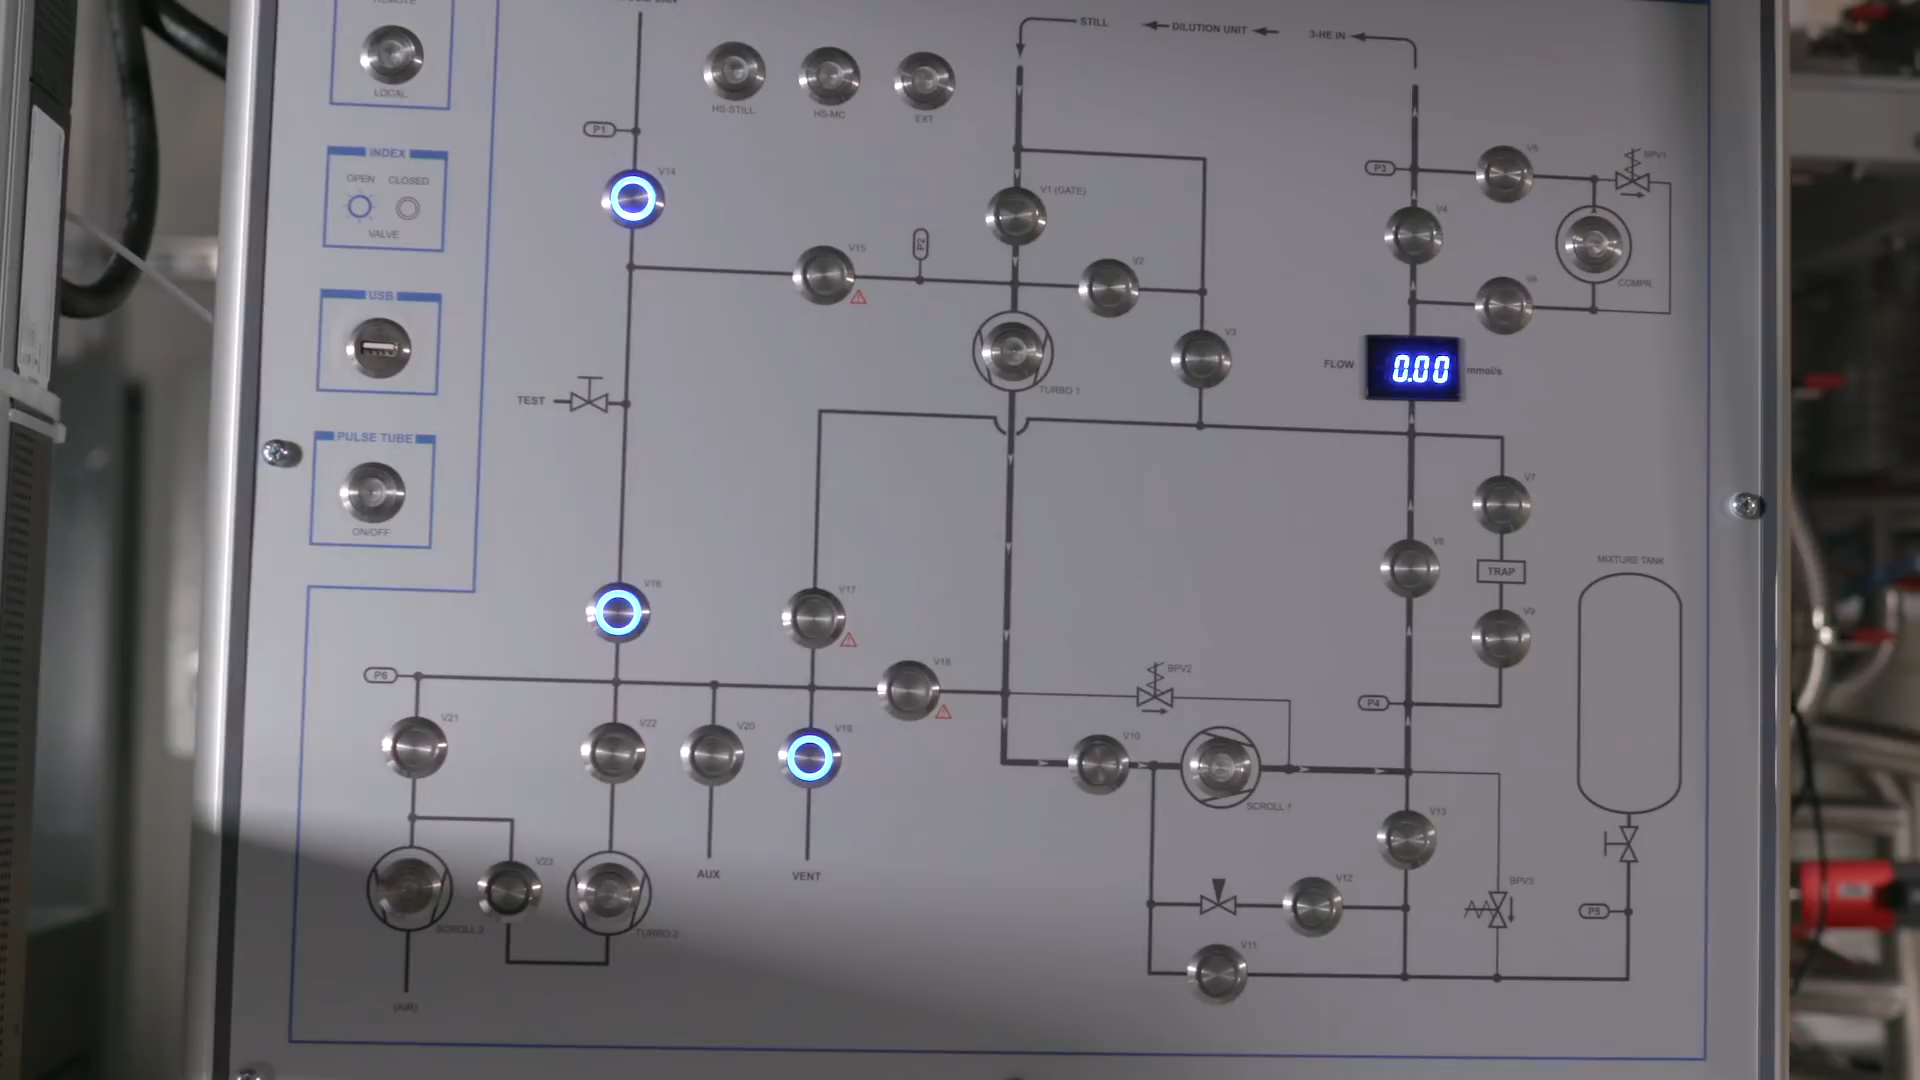 REMOTE
LOCAL
INDEX
OPEN CLOSED
VALVE
USB
PULSE TUBE
ON/OFF
HS-STILL
HS-MC
EXT
STILL
DILUTION UNIT
3-HE IN
P1
V14
V15
P2
V1 (GATE)
V2
V3
TURBO 1
P3
V4
V5
BPV1
COMPR
V6
FLOW
0.00
mmol/s
TEST
V16
V17
V18
V7
V8
TRAP
V9
MIXTURE TANK
P6
V21
V22
V20
V19
BPV2
V10
SCROLL 1
P4
V13
V23
SCROLL 2
TURBO 2
AUX
VENT
(AIR)
V12
V11
BPV3
P5